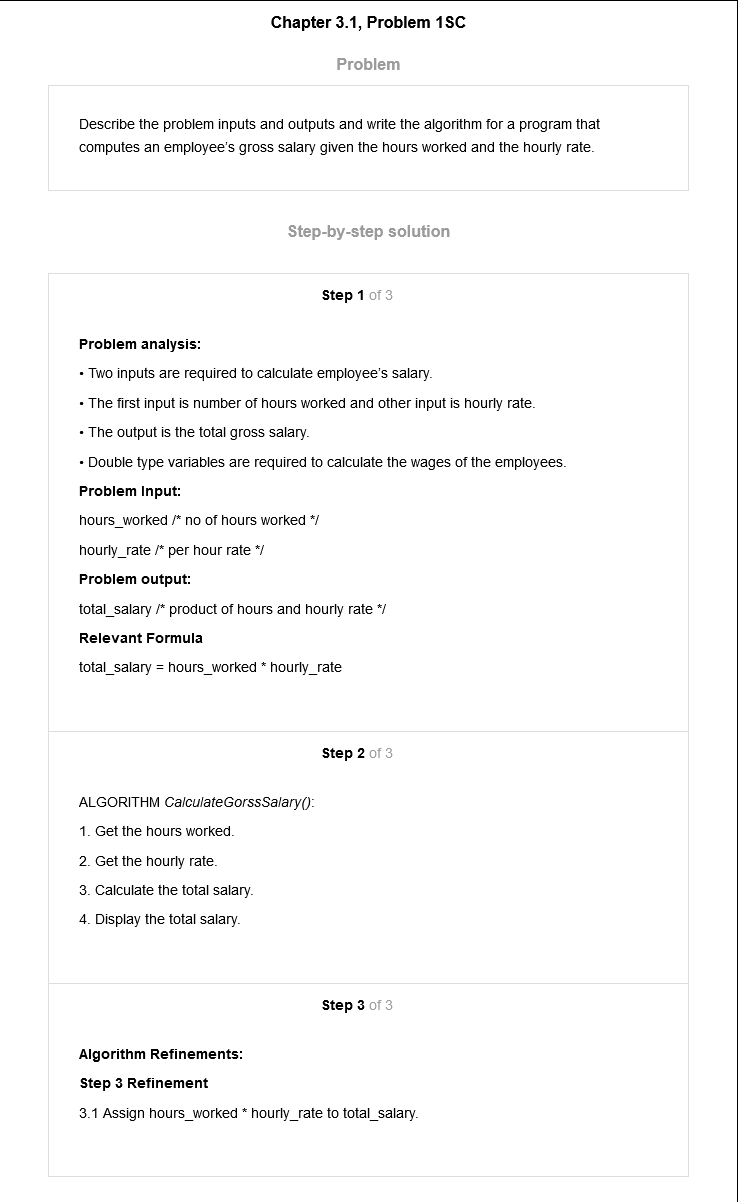 Chapter 3.1, Problem 1SC
Problem
Describe the problem inputs and outputs and write the algorithm for a program that
computes an employee's gross salary given the hours worked and the hourly rate.
Step-by-step solution
Step 1 of 3
Problem analysis:
• Two inputs are required to calculate employee's salary.
• The first input is number of hours worked and other input is hourly rate.
• The output is the total gross salary.
• Double type variables are required to calculate the wages of the employees.
Problem Input:
hours_worked /* no of hours worked */
hourly_rate /* per hour rate */
Problem output:
total_salary /* product of hours and hourly rate */
Relevant Formula
total_salary = hours_worked * hourly_rate
Step 2 of 3
ALGORITHM CalculateGorssSalary():
1. Get the hours worked.
2. Get the hourly rate.
3. Calculate the total salary.
4. Display the total salary.
Step 3 of 3
Algorithm Refinements:
Step 3 Refinement
3.1 Assign hours_worked * hourly_rate to total_salary.